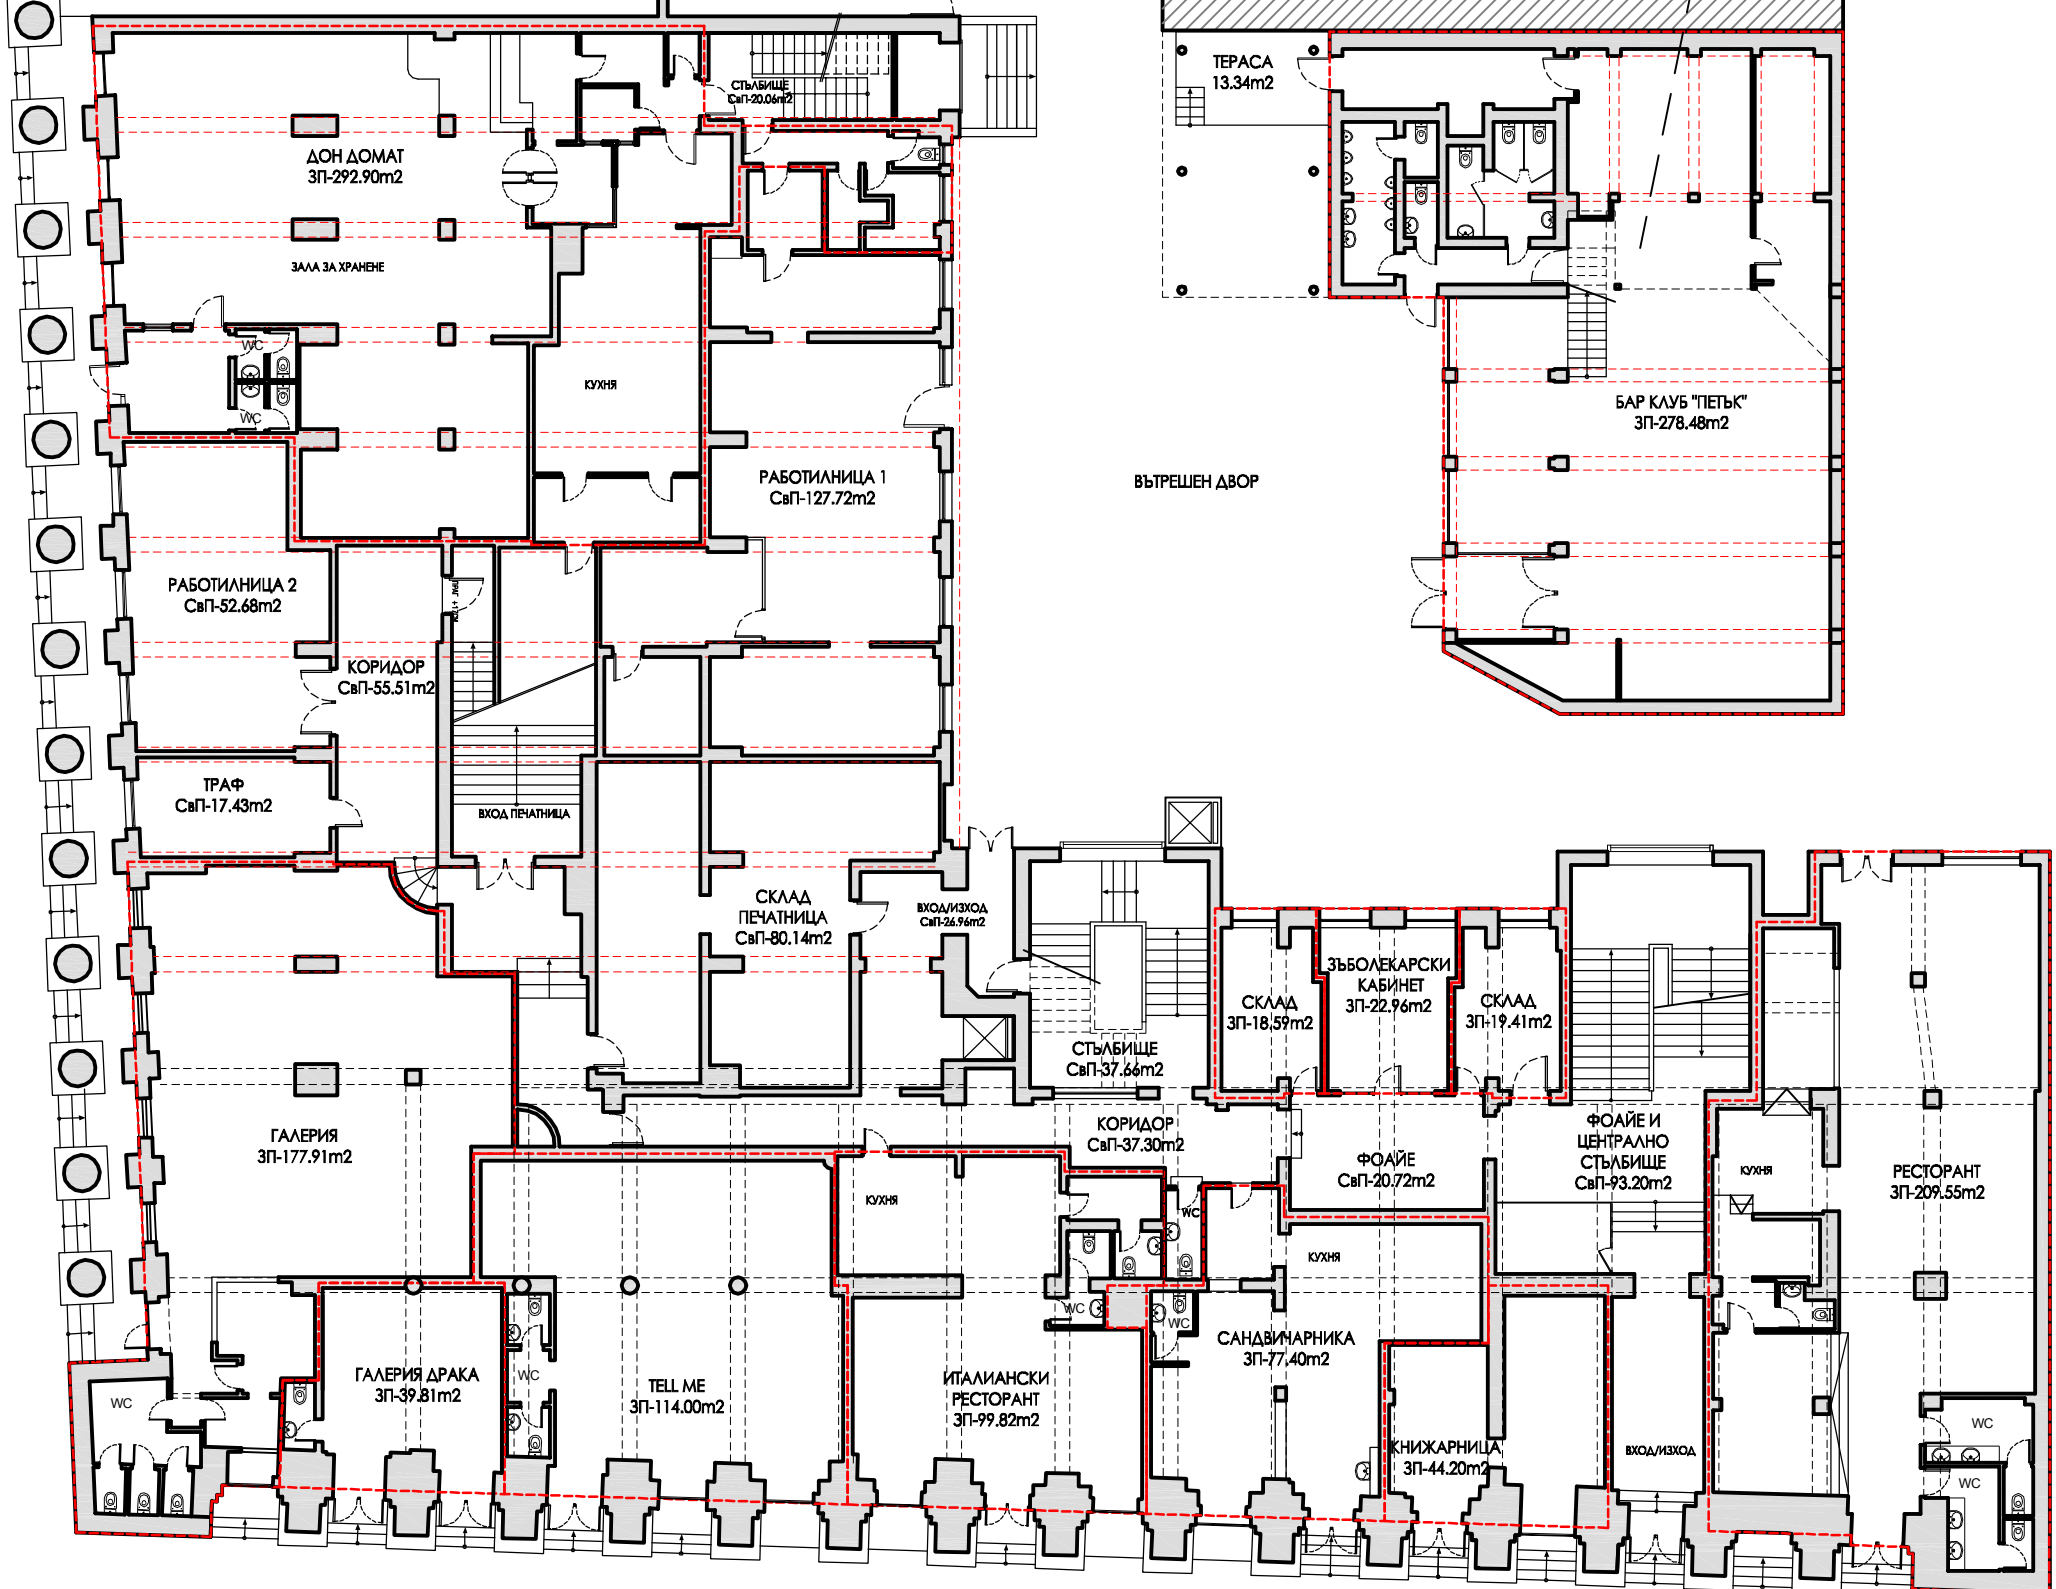 ТЕРАСА
13.34m2
СТЪЛБИЩЕ
СвП-20.06m2
ДОН ДОМАТ
ЗП-292.90m2
ЗАЛА ЗА ХРАНЕНЕ
WC
WC
КУХНЯ
БАР КЛУБ "ПЕТЪК"
ЗП-278.48m2
РАБОТИЛНИЦА 1
СвП-127.72m2
ВЪТРЕШЕН ДВОР
РАБОТИЛНИЦА 2
СвП-52.68m2
КОРИДОР
СвП-55.51m2
ТРАФ
СвП-17.43m2
ВХОД ПЕЧАТНИЦА
СКЛАД
ПЕЧАТНИЦА
СвП-80.14m2
ВХОД/ИЗХОД
СвП-26.96m2
ЗЪБОЛЕКАРСКИ
КАБИНЕТ
ЗП-22.96m2
СКЛАД
ЗП-18.59m2
СКЛАД
ЗП-19.41m2
СТЪЛБИЩЕ
СвП-37.66m2
ГАЛЕРИЯ
ЗП-177.91m2
КОРИДОР
СвП-37.30m2
ФОАЙЕ
СвП-20.72m2
ФОАЙЕ И
ЦЕНТРАЛНО
СТЪЛБИЩЕ
СвП-93.20m2
КУХНЯ
РЕСТОРАНТ
ЗП-209.55m2
КУХНЯ
WC
КУХНЯ
WC
WC
САНДВИЧАРНИКА
ЗП-77.40m2
ГАЛЕРИЯ ДРАКА
ЗП-39.81m2
WC
TELL ME
ЗП-114.00m2
ИТАЛИАНСКИ
РЕСТОРАНТ
ЗП-99.82m2
WC
КНИЖАРНИЦА
ЗП-44.20m2
ВХОД/ИЗХОД
WC
WC